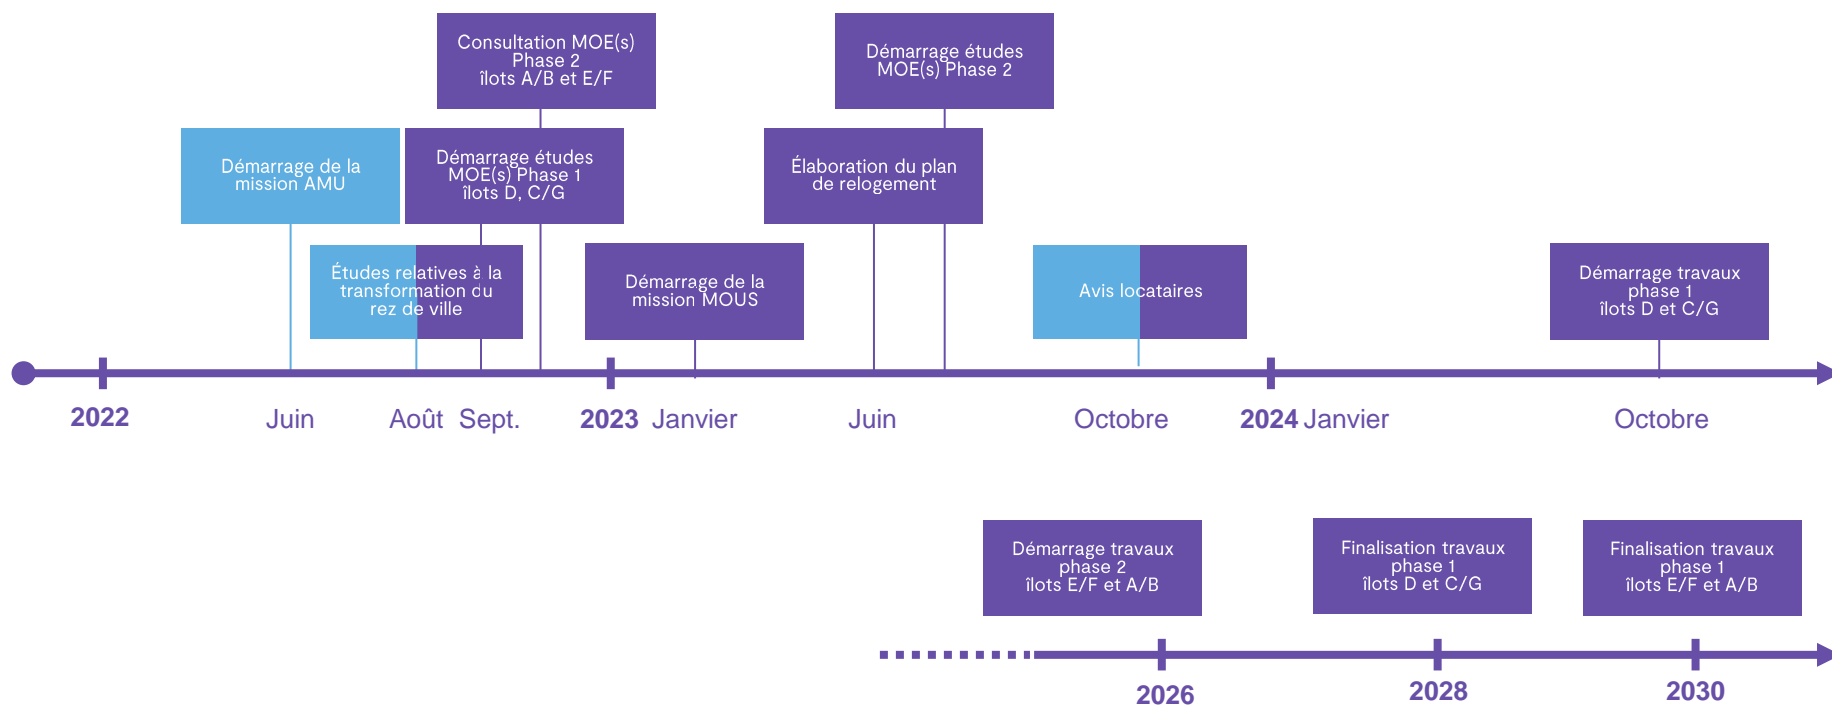 Consultation MOE(s)
Phase 2
îlots A/B et E/F
Démarrage études
MOE(s) Phase 2
Démarrage de la
mission AMU
Démarrage études
MOE(s) Phase 1
îlots D, C/G
Élaboration du plan
de relogement
Études relatives à la
transformation du
rez de ville
Démarrage de la
mission MOUS
Avis locataires
Démarrage travaux
phase 1
îlots D et C/G
2022
Juin
Août
Sept.
2023
Janvier
Juin
Octobre
2024
Janvier
Octobre
Démarrage travaux
phase 2
îlots E/F et A/B
Finalisation travaux
phase 1
îlots D et C/G
Finalisation travaux
phase 1
îlots E/F et A/B
2026
2028
2030